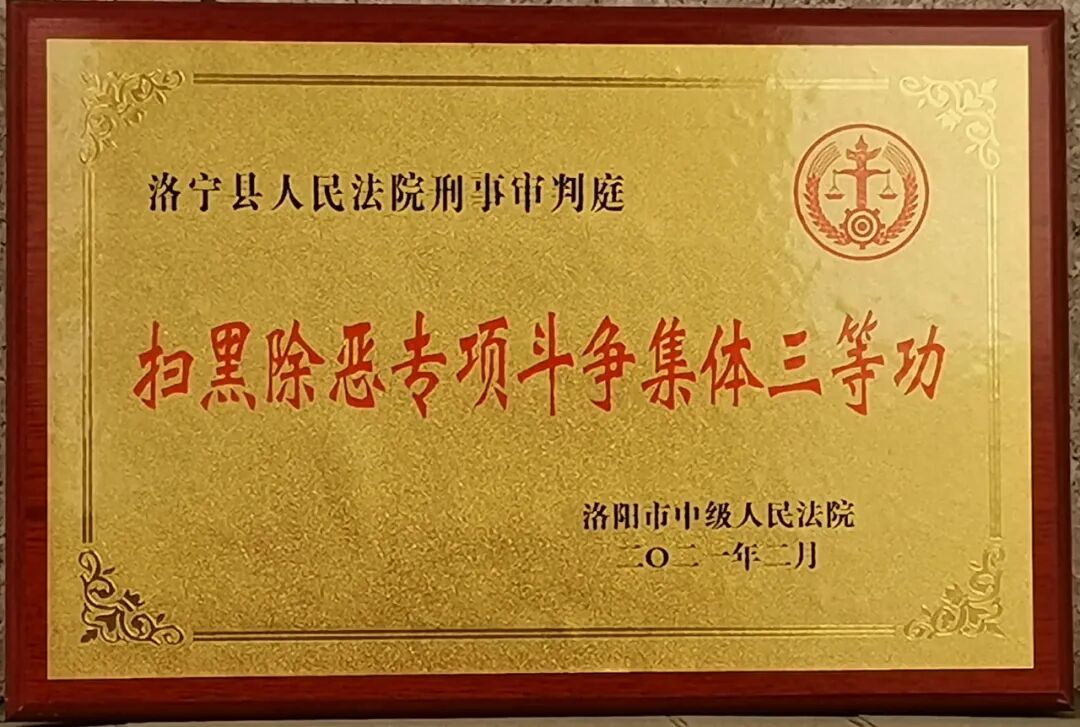 洛宁县人民法院刑事审判庭
扫黑除恶专项斗争集体三等功
洛阳市中级人民法院
二〇二一年二月